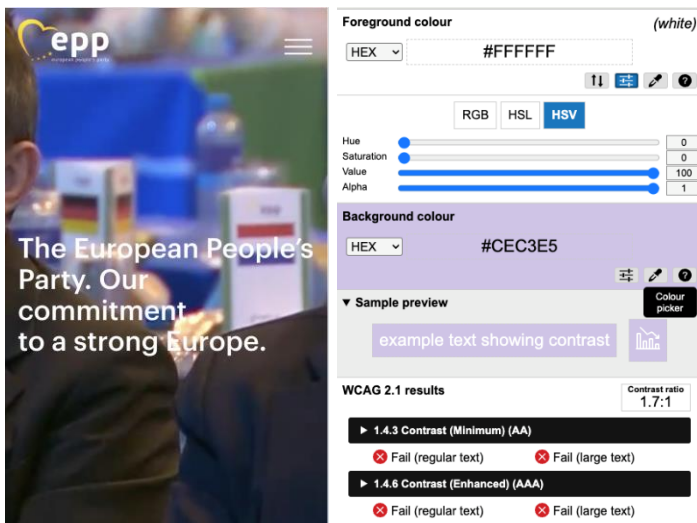 epp
european people's party
The European People's
Party. Our
commitment
to a strong Europe.
Foreground colour
(white)
HEX
#FFFFFF
RGB
HSL
HSV
Hue
0
Saturation
0
Value
100
Alpha
1
Background colour
HEX
#CEC3E5
Colour
picker
▼ Sample preview
example text showing contrast
WCAG 2.1 results
Contrast ratio
1.7:1
► 1.4.3 Contrast (Minimum) (AA)
Fail (regular text)
Fail (large text)
► 1.4.6 Contrast (Enhanced) (AAA)
Fail (regular text)
Fail (large text)